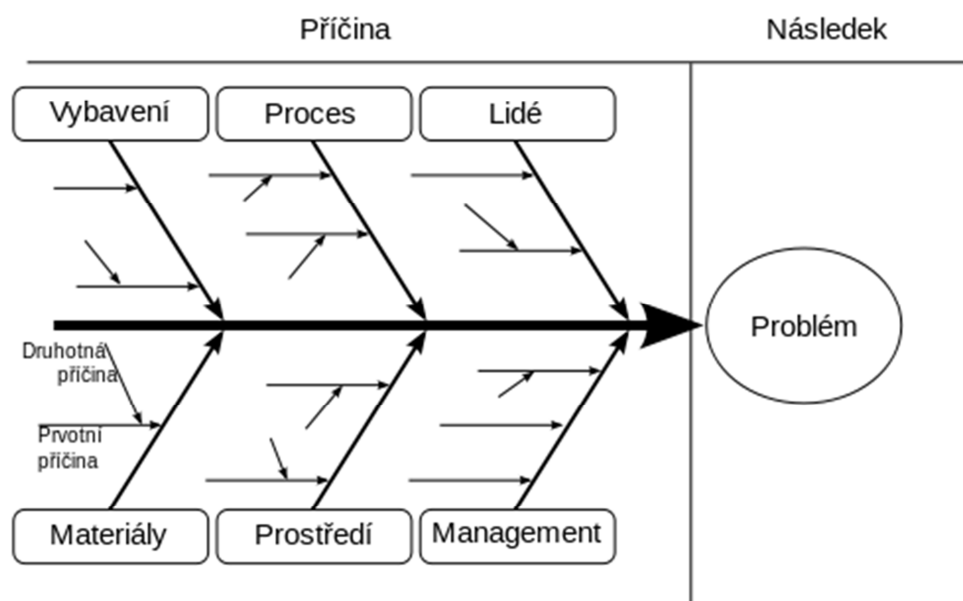 Příčina
Následek
Vybavení
Proces
Lidé
Problém
Druhotná
příčina
Prvotní
příčina
Materiály
Prostředí
Management